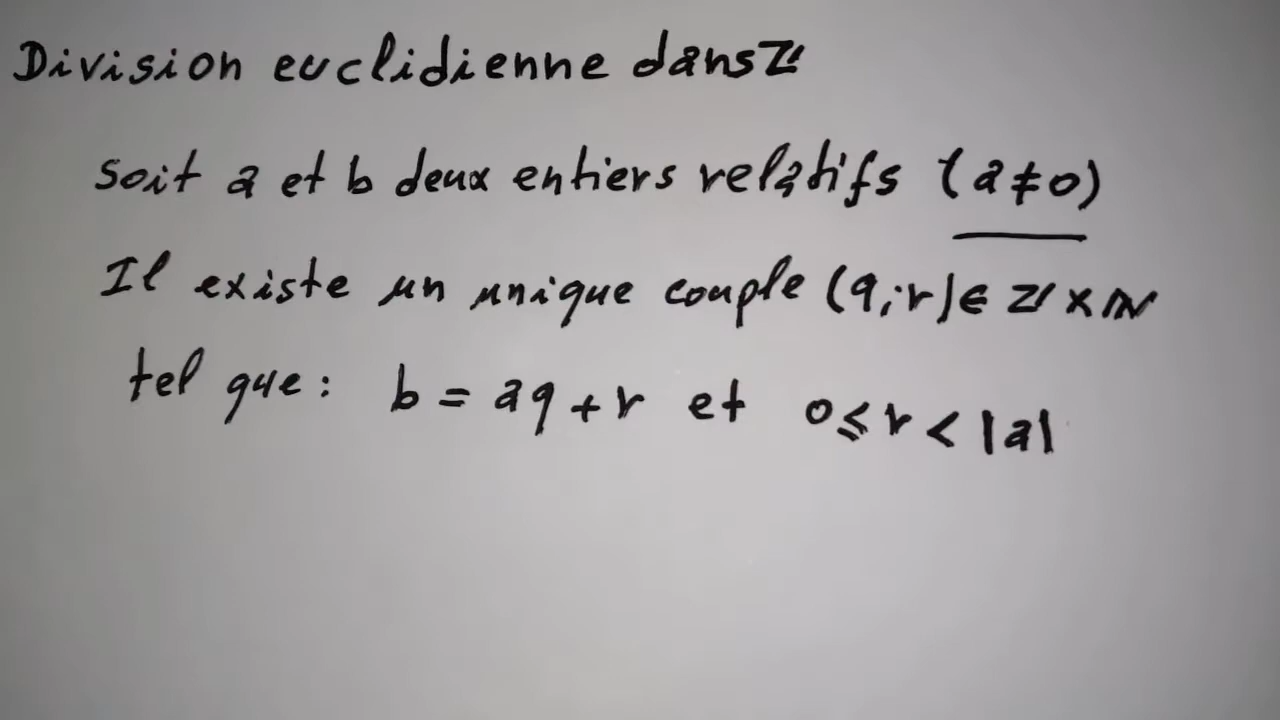 Division euclidienne dans ℤ
Soit a et b deux entiers relatifs (a≠0)
Il existe un unique couple (q;r)∈ ℤ×ℕ
tel que: b = aq+r et 0≤r<|a|